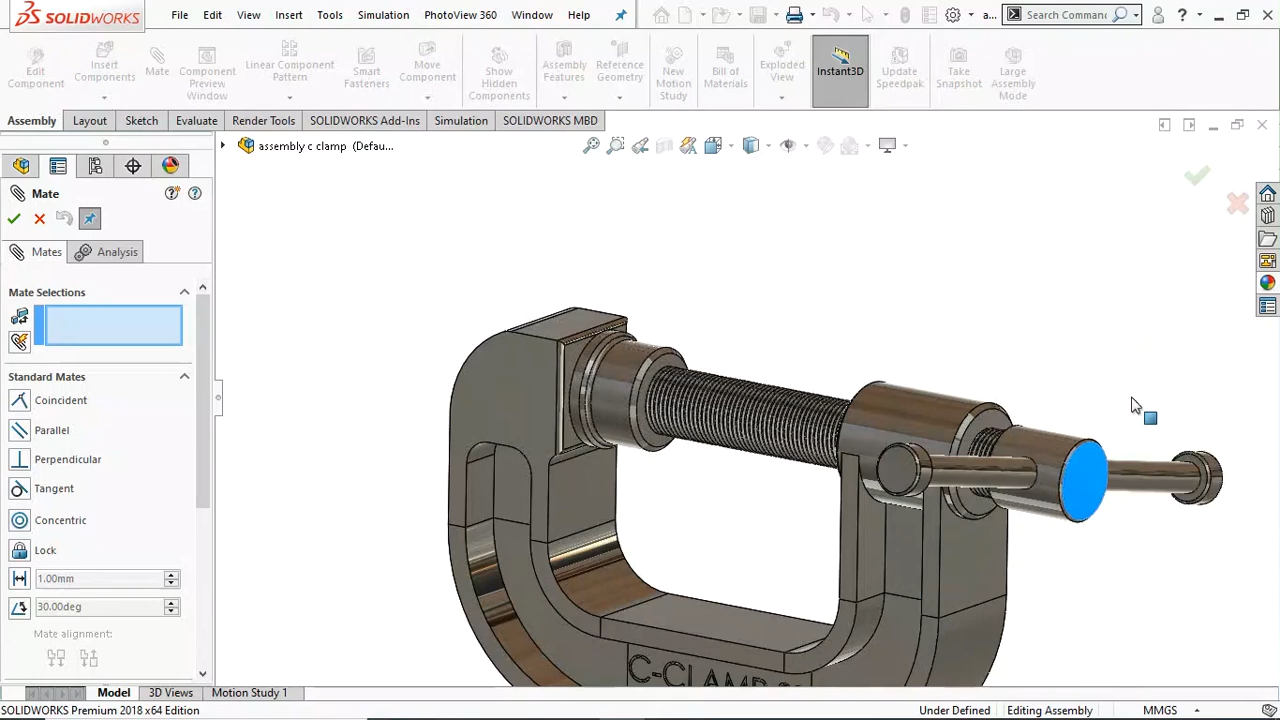 SOLIDWORKS
File Edit View Insert Tools Simulation PhotoView 360 Window Help
a...
Search Command
?
Edit Component
Insert Components
Mate
Component Preview Window
Linear Component Pattern
Smart Fasteners
Move Component
Show Hidden Components
Assembly Features
Reference Geometry
New Motion Study
Bill of Materials
Exploded View
Instant3D
Update Speedpak
Take Snapshot
Large Assembly Mode
Assembly Layout Sketch Evaluate Render Tools SOLIDWORKS Add-Ins Simulation SOLIDWORKS MBD
assembly c clamp (Defau...
Mate
Mates Analysis
Mate Selections
Standard Mates
Coincident
Parallel
Perpendicular
Tangent
Concentric
Lock
1.00mm
30.00deg
Mate alignment:
C-CLAMP
Model 3D Views Motion Study 1
SOLIDWORKS Premium 2018 x64 Edition Under Defined Editing Assembly MMGS